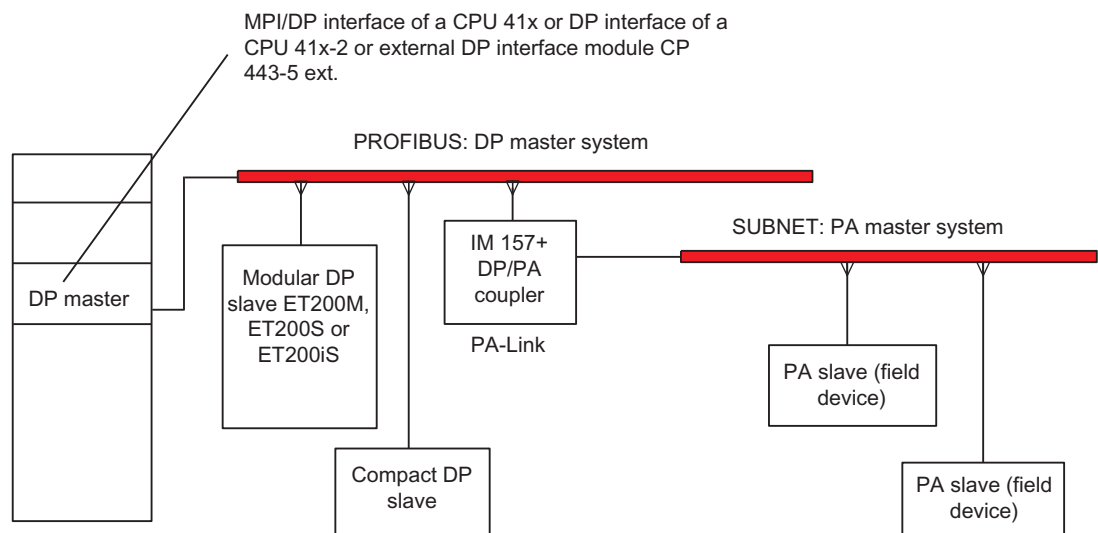 MPI/DP interface of a CPU 41x or DP interface of a
CPU 41x-2 or external DP interface module CP
443-5 ext.
PROFIBUS: DP master system
SUBNET: PA master system
DP master
Modular DP
slave ET200M,
ET200S or
ET200iS
IM 157+
DP/PA
coupler
PA-Link
PA slave (field
device)
Compact DP
slave
PA slave (field
device)